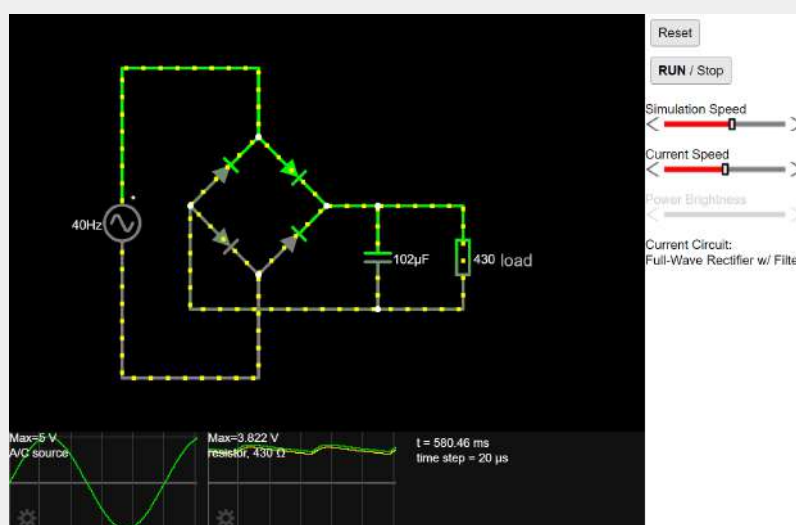 Reset
RUN / Stop
Simulation Speed
Current Speed
Power Brightness
Current Circuit:
Full-Wave Rectifier w/ Filte
40Hz
102µF
430 load
Max=5 V
A/C source
Max=3.822 V
resistor, 430 Ω
t = 580.46 ms
time step = 20 µs